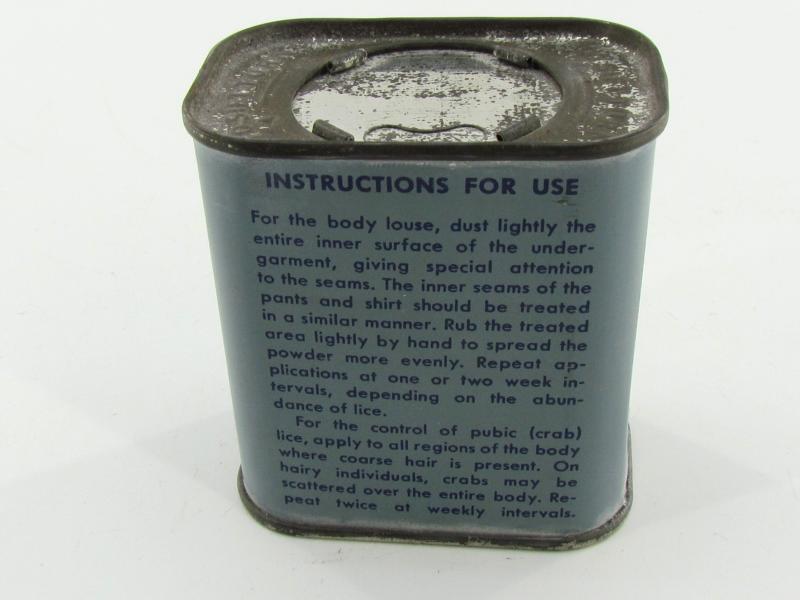 INSTRUCTIONS FOR USE
For the body louse, dust lightly the
entire inner surface of the under-
garment, giving special attention
to the seams. The inner seams of the
pants and shirt should be treated
in a similar manner. Rub the treated
area lightly by hand to spread the
powder more evenly. Repeat ap-
plications at one or two week in-
tervals, depending on the abun-
dance of lice.
For the control of pubic (crab)
lice, apply to all regions of the body
where coarse hair is present. On
hairy individuals, crabs may be
scattered over the entire body. Re-
peat twice at weekly intervals.